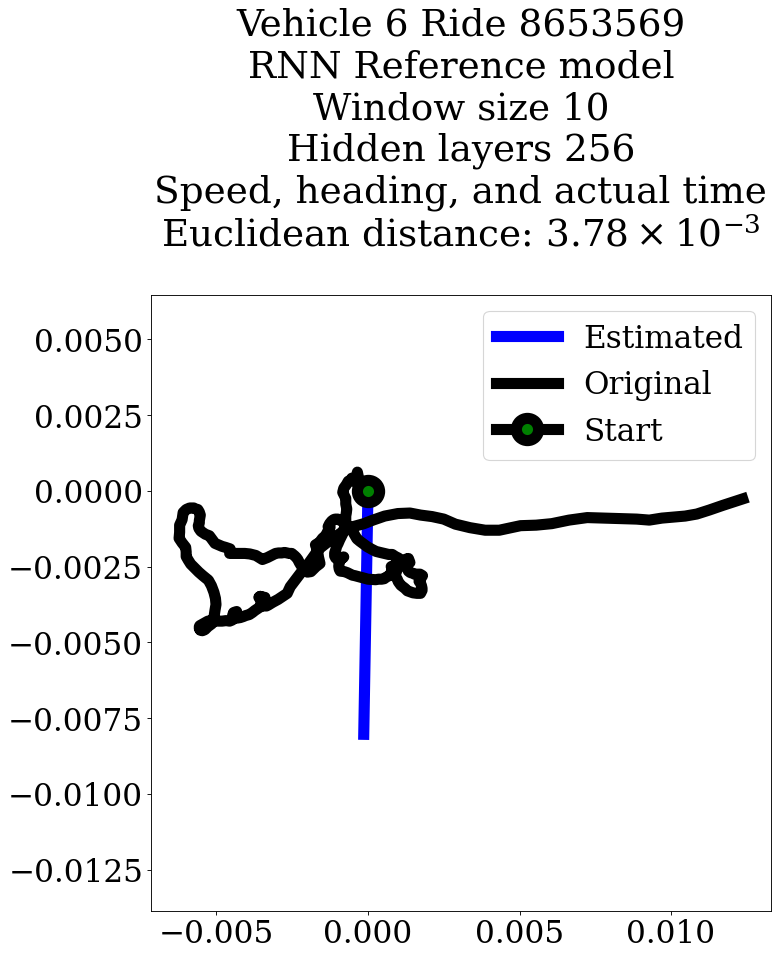 Vehicle 6 Ride 8653569
RNN Reference model
Window size 10
Hidden layers 256
Speed, heading, and actual time
Euclidean distance: 3.78 × 10⁻³
Estimated
Original
Start
0.0050
0.0025
0.0000
−0.0025
−0.0050
−0.0075
−0.0100
−0.0125
−0.005 0.000 0.005 0.010